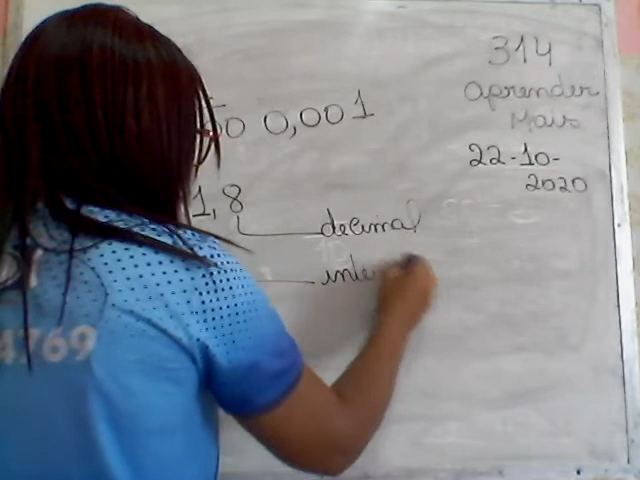 314
aprender
Mais
22-10-
2020
0,001
1,8
decimal
4769